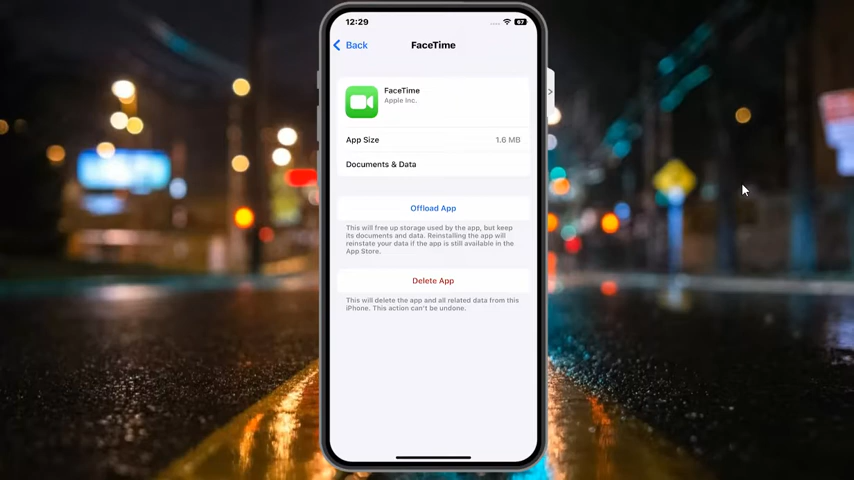 12:29
87
Back
FaceTime
FaceTime
Apple Inc.
App Size 1.6 MB
Documents & Data
Offload App
This will free up storage used by the app, but keep
its documents and data. Reinstalling the app will
reinstate your data if the app is still available in the
App Store.
Delete App
This will delete the app and all related data from this
iPhone. This action can't be undone.